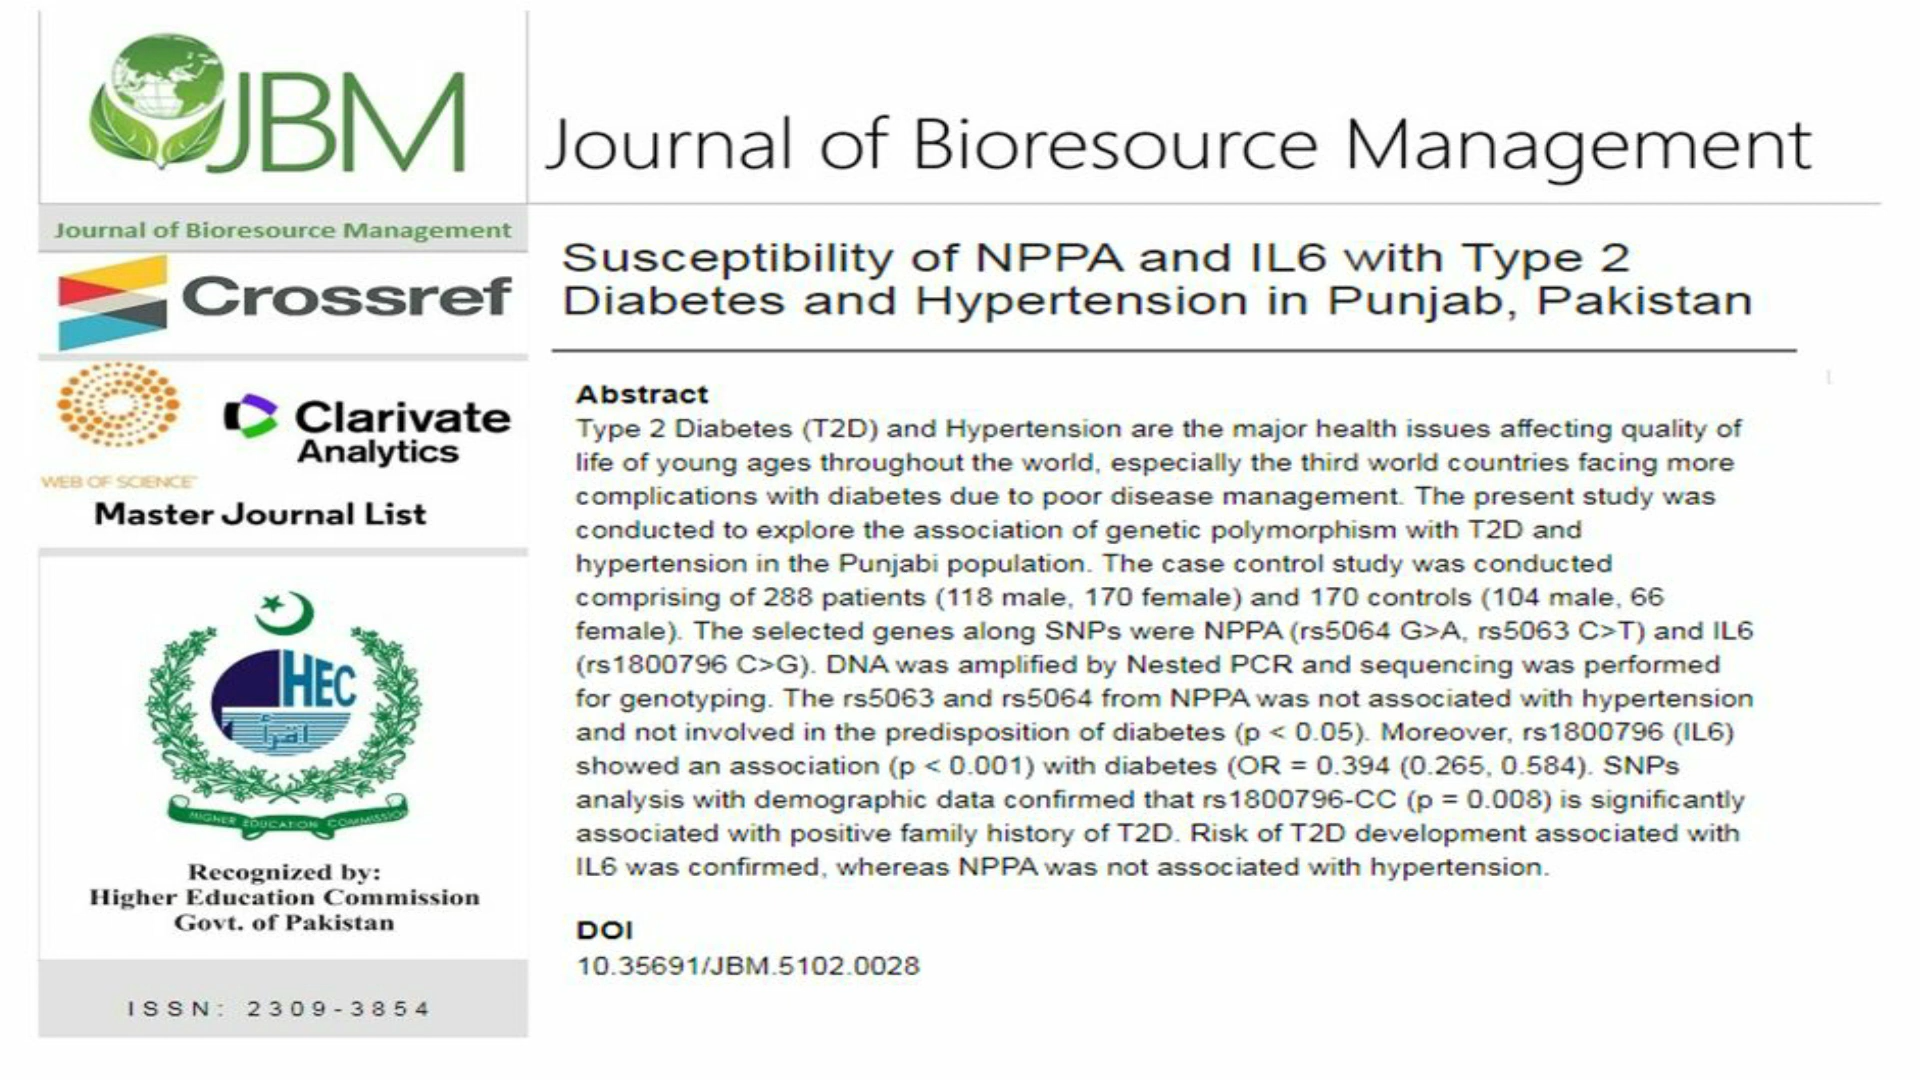 JBM
Journal of Bioresource Management
Journal of Bioresource Management
Crossref
Clarivate
Analytics
WEB OF SCIENCE™
Master Journal List
HEC
اقرأ
HIGHER EDUCATION COMMISSION
Recognized by:
Higher Education Commission
Govt. of Pakistan
ISSN: 2309-3854
Susceptibility of NPPA and IL6 with Type 2
Diabetes and Hypertension in Punjab, Pakistan
Abstract
Type 2 Diabetes (T2D) and Hypertension are the major health issues affecting quality of
life of young ages throughout the world, especially the third world countries facing more
complications with diabetes due to poor disease management. The present study was
conducted to explore the association of genetic polymorphism with T2D and
hypertension in the Punjabi population. The case control study was conducted
comprising of 288 patients (118 male, 170 female) and 170 controls (104 male, 66
female). The selected genes along SNPs were NPPA (rs5064 G>A, rs5063 C>T) and IL6
(rs1800796 C>G). DNA was amplified by Nested PCR and sequencing was performed
for genotyping. The rs5063 and rs5064 from NPPA was not associated with hypertension
and not involved in the predisposition of diabetes (p < 0.05). Moreover, rs1800796 (IL6)
showed an association (p < 0.001) with diabetes (OR = 0.394 (0.265, 0.584). SNPs
analysis with demographic data confirmed that rs1800796-CC (p = 0.008) is significantly
associated with positive family history of T2D. Risk of T2D development associated with
IL6 was confirmed, whereas NPPA was not associated with hypertension.
DOI
10.35691/JBM.5102.0028